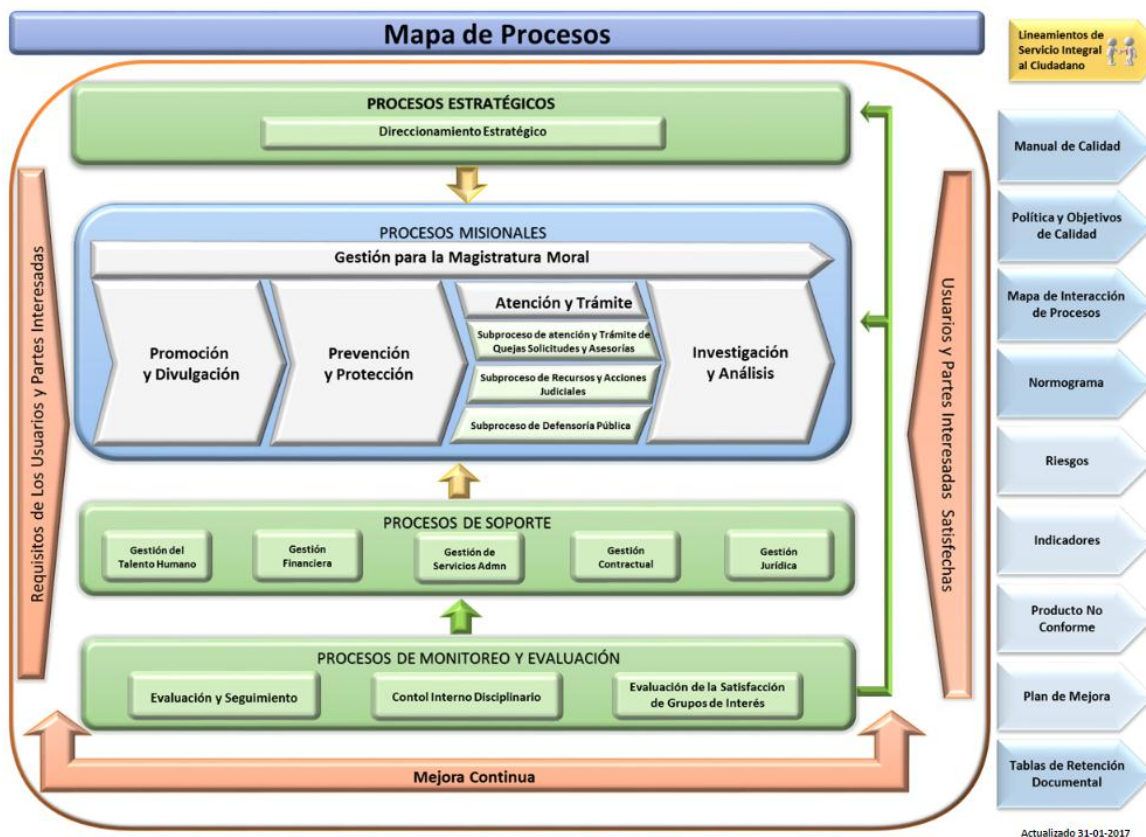 Mapa de Procesos
Lineamientos de
Servicio Integral
al Ciudadano
PROCESOS ESTRATÉGICOS
Direccionamiento Estratégico
Requisitos de Los Usuarios y Partes Interesadas
PROCESOS MISIONALES
Gestión para la Magistratura Moral
Promoción
y Divulgación
Prevención
y Protección
Atención y Trámite
Subproceso de atención y Trámite de
Quejas Solicitudes y Asesorías
Subproceso de Recursos y Acciones
Judiciales
Subproceso de Defensoría Pública
Investigación
y Análisis
Usuarios y Partes Interesadas Satisfechas
PROCESOS DE SOPORTE
Gestión del
Talento Humano
Gestión
Financiera
Gestión de
Servicios Admn
Gestión
Contractual
Gestión
Jurídica
PROCESOS DE MONITOREO Y EVALUACIÓN
Evaluación y Seguimiento
Contol Interno Disciplinario
Evaluación de la Satisfacción
de Grupos de Interés
Mejora Continua
Manual de Calidad
Política y Objetivos
de Calidad
Mapa de Interacción
de Procesos
Normograma
Riesgos
Indicadores
Producto No
Conforme
Plan de Mejora
Tablas de Retención
Documental
Actualizado 31-01-2017